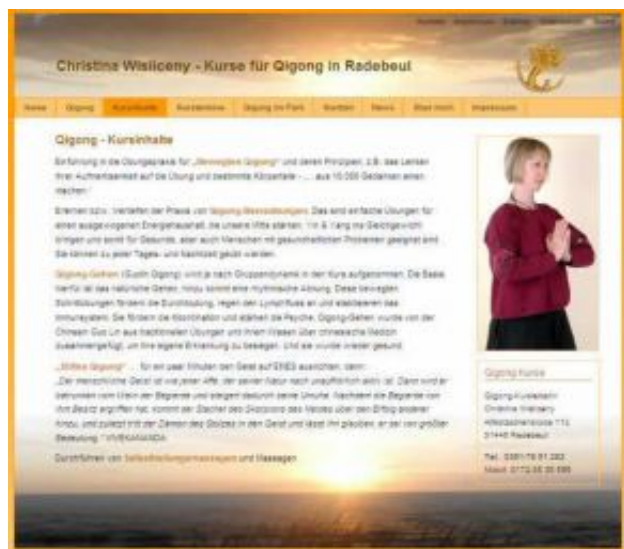 Christina Wisliceny - Kurse für Qigong in Radebeul
Home Qigong Kursinhalte Kurstermine Qigong im Park Kontakt News Über mich Impressum
Qigong - Kursinhalte
Einführung in die Übungspraxis für „Bewegtes Qigong" und deren Prinzipien, z.B. das Lenken
Ihrer Aufmerksamkeit auf die Übung und bestimmte Körperteile - ... aus 10.000 Gedanken einen
machen."
Erlernen bzw. Vertiefen der Praxis von Qigong-Basisübungen. Das sind einfache Übungen für
einen ausgewogenen Energiehaushalt, die unsere Mitte stärken, Yin & Yang ins Gleichgewicht
bringen und somit für Gesunde, aber auch Menschen mit gesundheitlichen Problemen geeignet sind.
Sie können zu jeder Tages- und Nachtzeit geübt werden.
Qigong-Gehen (Guolin Qigong) wird je nach Gruppendynamik in den Kurs aufgenommen. Die Basis
hierfür ist das natürliche Gehen, hinzu kommt eine rhythmische Atmung. Diese bewegten
Schrittübungen fördern die Durchblutung, regen den Lymphfluss an und stabilisieren das
Immunsystem. Sie fördern die Koordination und stärken die Psyche. Qigong-Gehen wurde von der
Chinesin Guo Lin aus traditionellen Übungen und ihrem Wissen über chinesische Medizin
zusammengefügt, um ihre eigene Erkrankung zu besiegen. Und sie wurde wieder gesund.
„Stilles Qigong" ... für ein paar Minuten den Geist auf EINES ausrichten, denn:
„Der menschliche Geist ist wie jener Affe, der seiner Natur nach unaufhörlich aktiv ist. Dann wird er
betrunken vom Wein der Begierde und steigert dadurch seine Unruhe. Nachdem die Begierde von
ihm Besitz ergriffen hat, kommt der Stachel des Skorpions des Neides über den Erfolg anderer
hinzu, und zuletzt tritt der Dämon des Stolzes in den Geist und lässt ihn glauben, er sei von größter
Bedeutung." VIVEKANANDA
Durchführen von Selbstheilungsmassagen und Massagen
Qigong Kurse
Christina Wisliceny
Radebeul